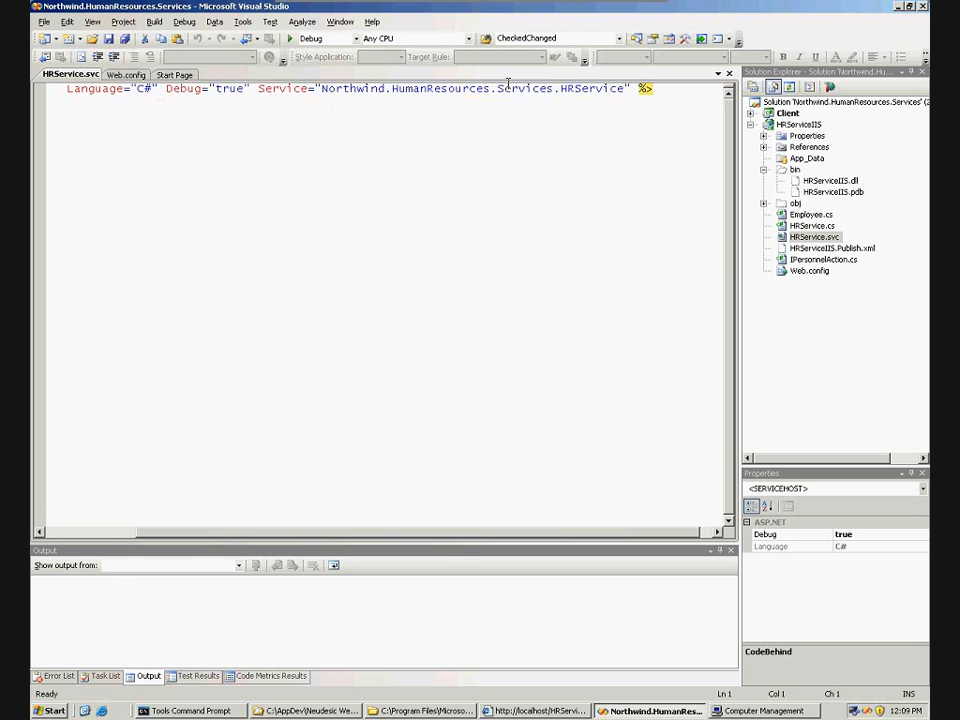 Northwind.HumanResources.Services - Microsoft Visual Studio
File Edit View Project Build Debug Data Tools Test Analyze Window Help
Debug Any CPU CheckedChanged
Style Application: Target Rule: B I U
HRService.svc Web.config Start Page
Language="C#" Debug="true" Service="Northwind.HumanResources.Services.HRService" %>
Solution Explorer - Solution 'Northwind.Hu...
Solution 'Northwind.HumanResources.Services' (2
Client
HRServiceIIS
Properties
References
App_Data
bin
HRServiceIIS.dll
HRServiceIIS.pdb
obj
Employee.cs
HRService.cs
HRService.svc
HRServiceIIS.Publish.xml
IPersonnelAction.cs
Web.config
Properties
<SERVICEHOST>
ASP.NET
Debug true
Language C#
CodeBehind
Output
Show output from:
Error List Task List Output Test Results Code Metrics Results
Ready Ln 1 Col 1 Ch 1 INS
Start Tools Command Prompt C:\AppDev\Neudesic We... C:\Program Files\Microso... http://localhost/HRServi... Northwind.HumanRes... Computer Management 12:09 PM